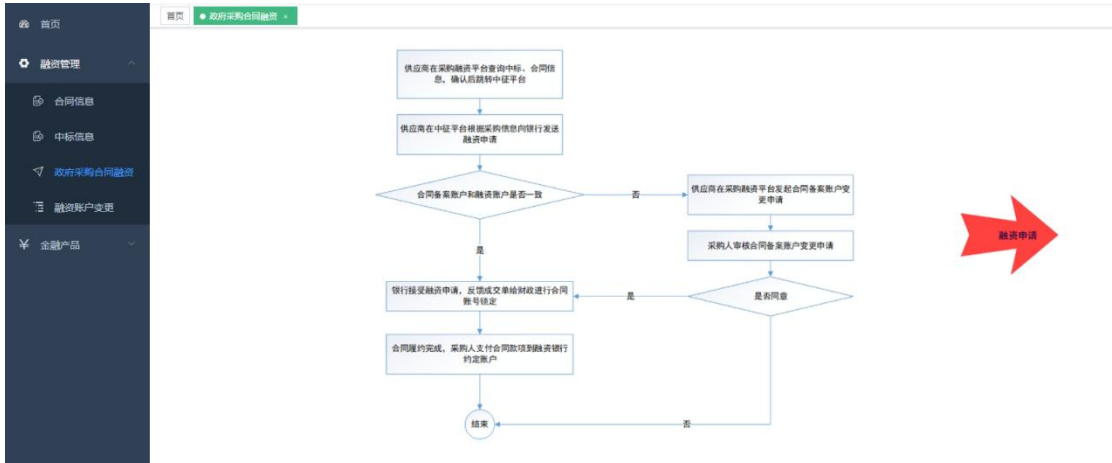 首页
融资管理
合同信息
中标信息
政府采购合同融资
融资账户变更
金融产品
首页
政府采购合同融资 ×
供应商在采购融资平台查询中标、合同信
息，确认后跳转中征平台
供应商在中征平台根据采购信息向银行发送
融资申请
合同备案账户和融资账户是否一致
否
供应商在采购融资平台发起合同备案账户变
更申请
采购人审核合同备案账户变更申请
是
是否同意
是
银行接受融资申请，反馈成交单给财政进行合同
账号锁定
合同履约完成，采购人支付合同款项到融资银行
约定账户
否
结束
融资申请